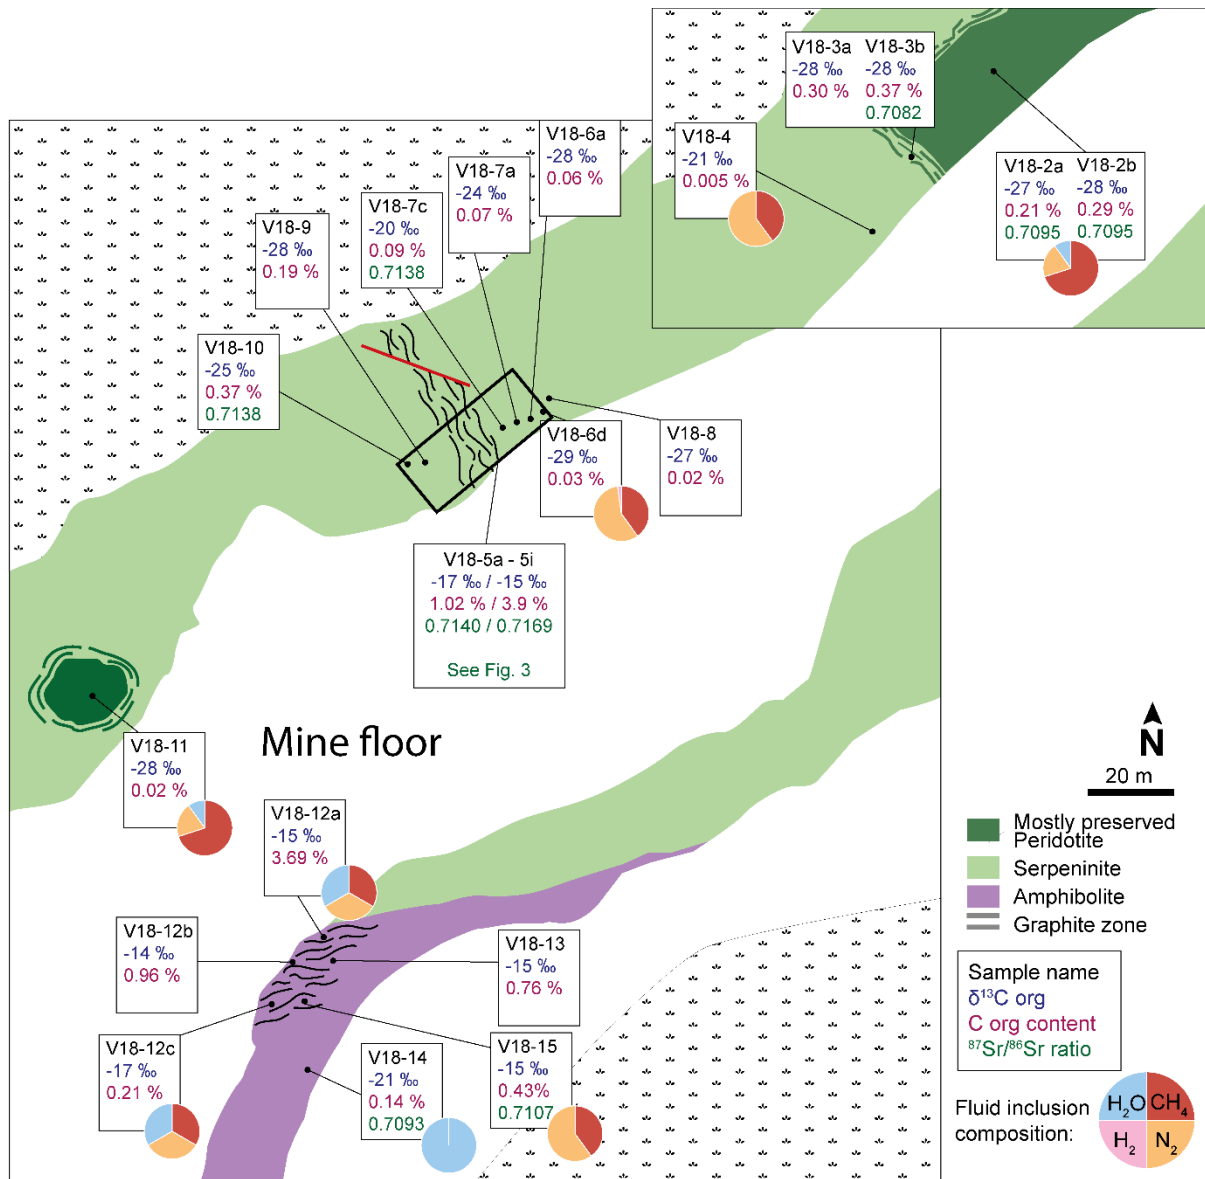 V18-3a V18-3b
-28 ‰ -28 ‰
0.30 % 0.37 %
0.7082
V18-4
-21 ‰
0.005 %
V18-2a V18-2b
-27 ‰ -28 ‰
0.21 % 0.29 %
0.7095 0.7095
V18-6a
-28 ‰
0.06 %
V18-7a
-24 ‰
0.07 %
V18-7c
-20 ‰
0.09 %
0.7138
V18-9
-28 ‰
0.19 %
V18-10
-25 ‰
0.37 %
0.7138
V18-6d
-29 ‰
0.03 %
V18-8
-27 ‰
0.02 %
V18-5a - 5i
-17 ‰ / -15 ‰
1.02 % / 3.9 %
0.7140 / 0.7169
See Fig. 3
Mine floor
V18-11
-28 ‰
0.02 %
V18-12a
-15 ‰
3.69 %
V18-12b
-14 ‰
0.96 %
V18-13
-15 ‰
0.76 %
V18-12c
-17 ‰
0.21 %
V18-14
-21 ‰
0.14 %
0.7093
V18-15
-15 ‰
0.43%
0.7107
N
20 m
Mostly preserved
Peridotite
Serpeninite
Amphibolite
Graphite zone
Sample name
δ¹³C org
C org content
⁸⁷Sr/⁸⁶Sr ratio
Fluid inclusion
composition:
H₂O CH₄
H₂ N₂